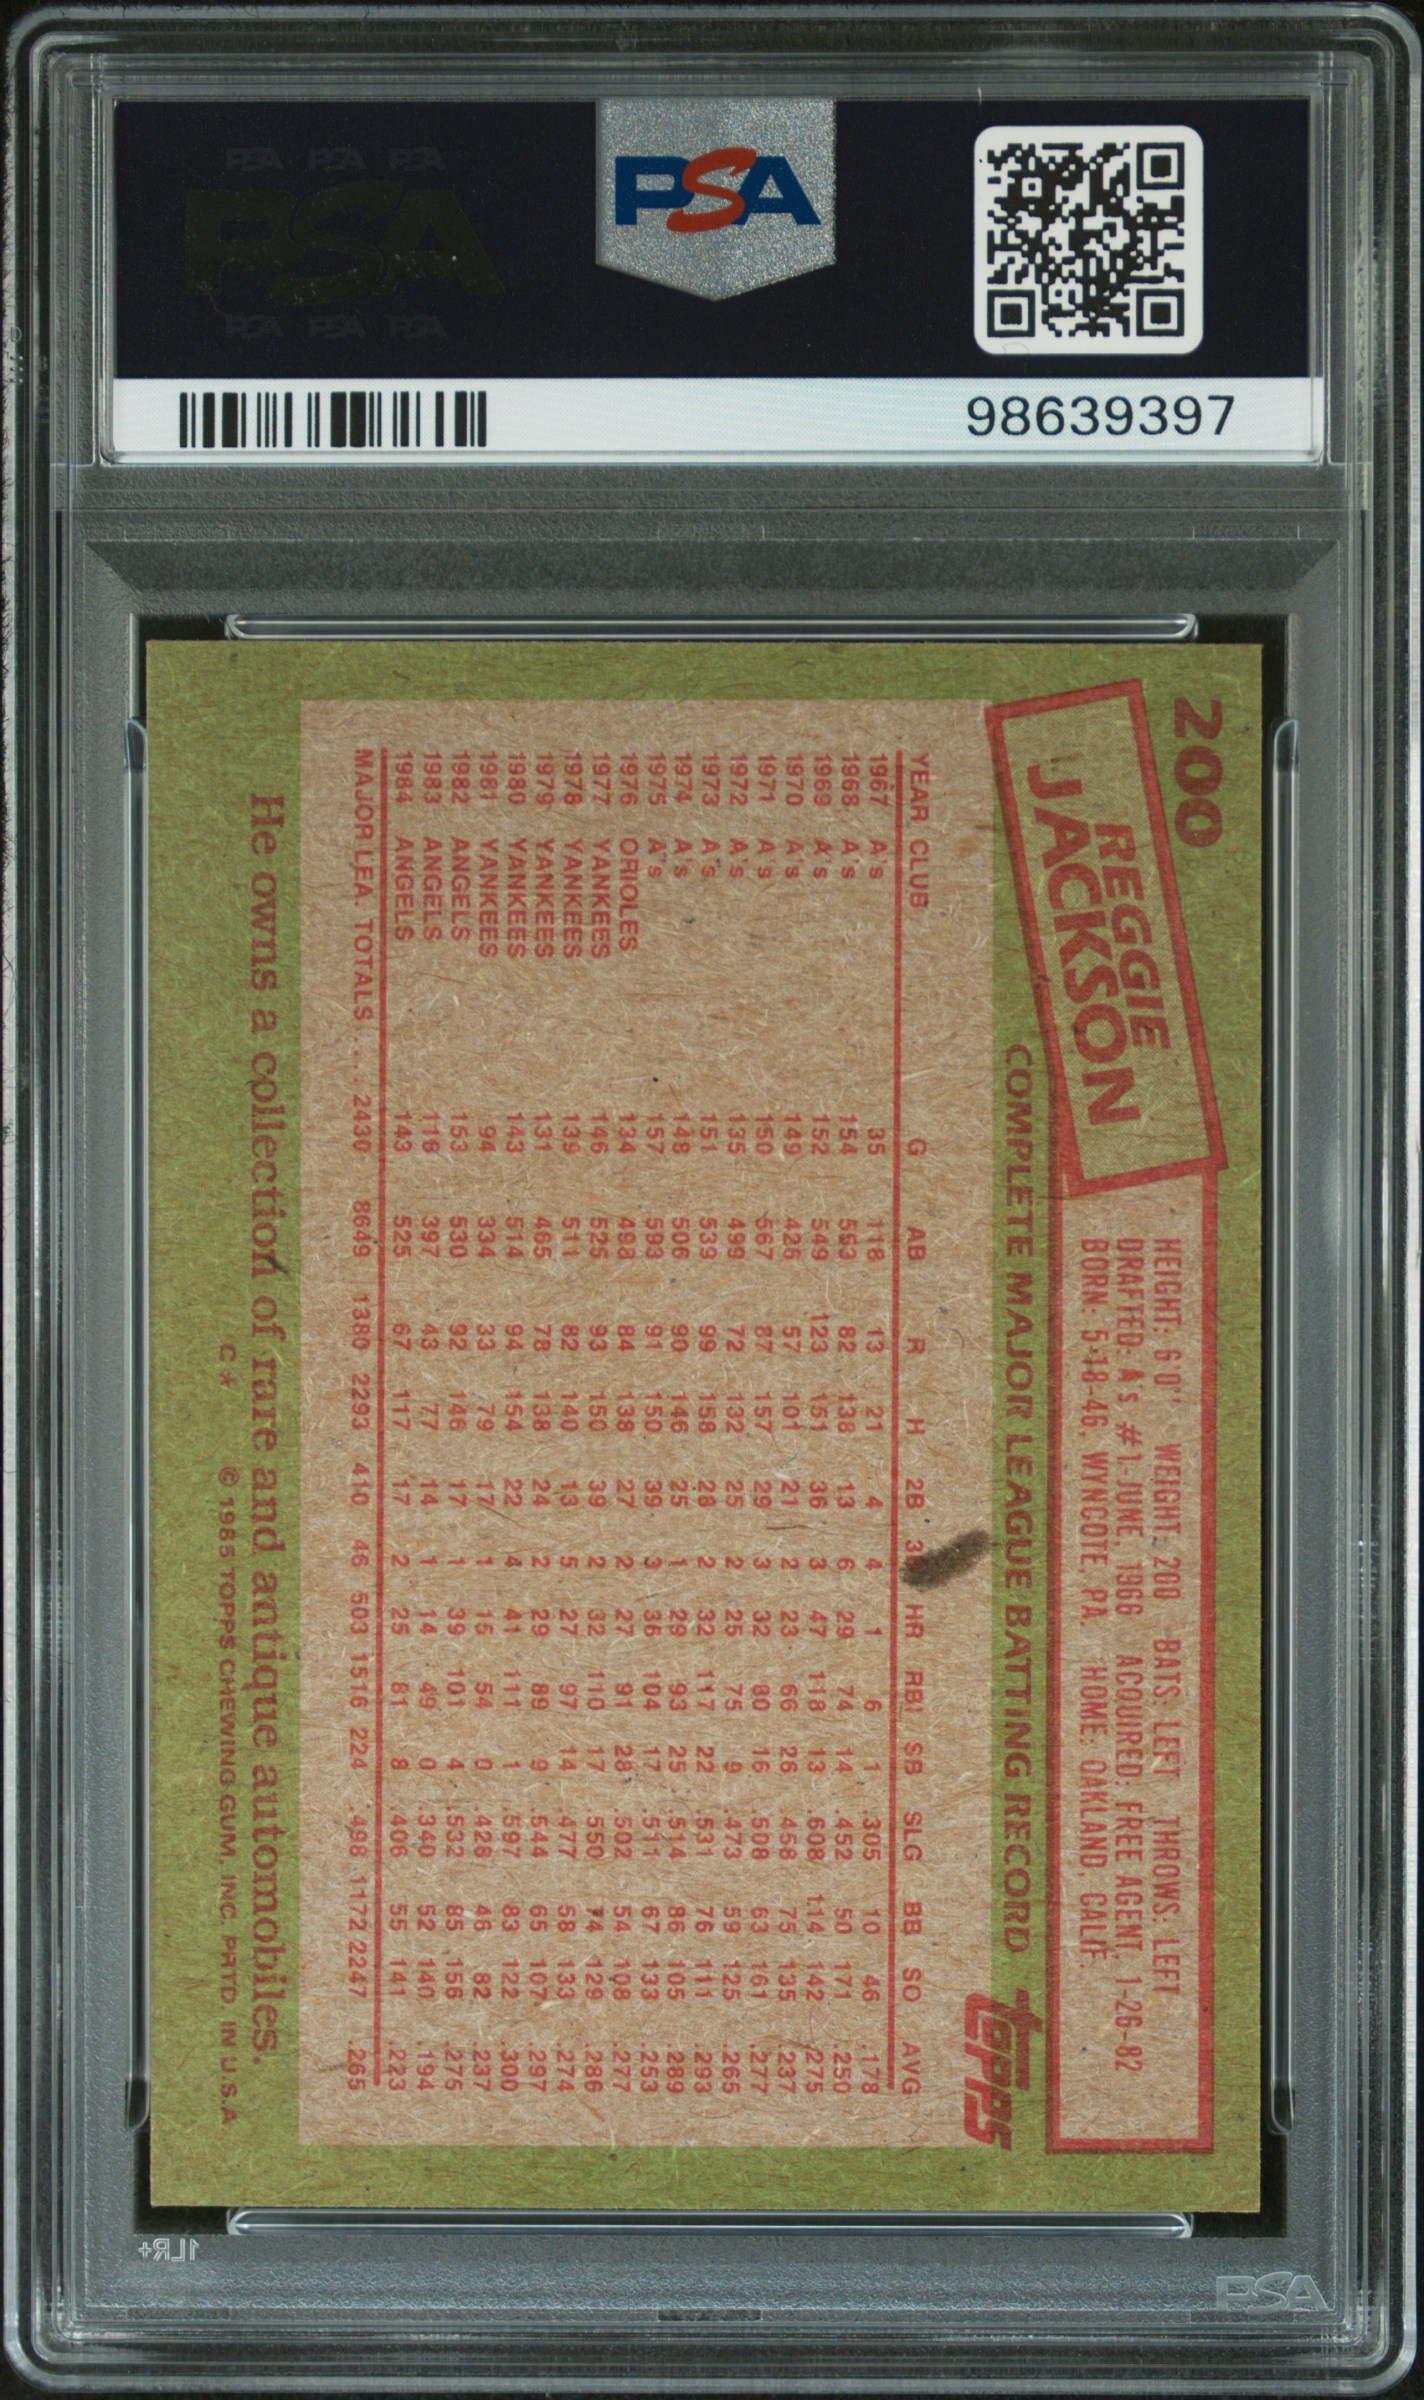 PSA PSA PSA
PSA
PSA PSA PSA
PSA
98639397
200
REGGIE
JACKSON
HEIGHT: 6'0" WEIGHT: 200 BATS: LEFT THROWS: LEFT
DRAFTED: A's #1-JUNE, 1966 ACQUIRED: FREE AGENT, 1-26-82
BORN: 5-18-46, WYNCOTE, PA. HOME: OAKLAND, CALIF.
COMPLETE MAJOR LEAGUE BATTING RECORD
Topps
YEAR CLUB G AB R H 2B HR RBI SB SLG BB SO AVG
1967 A's 35 118 13 21 4 4 1 6 1 .305 10 46 .178
1968 A's 154 553 82 138 13 6 29 74 14 .452 50 171 .250
1969 A's 152 549 123 151 36 3 47 118 13 .608 114 142 .275
1970 A's 149 426 57 101 21 2 23 66 26 .458 75 135 .237
1971 A's 150 567 87 157 29 3 32 80 16 .508 63 161 .277
1972 A's 135 499 72 132 25 2 25 75 9 .473 59 125 .265
1973 A's 151 539 99 158 28 2 32 117 22 .531 76 111 .293
1974 A's 148 506 90 146 25 1 29 93 25 .514 86 105 .289
1975 A's 157 593 91 150 39 3 36 104 17 .511 67 133 .253
1976 ORIOLES 134 498 84 138 27 2 27 91 28 .502 54 108 .277
1977 YANKEES 146 525 93 150 39 2 32 110 17 .550 74 129 .286
1978 YANKEES 139 511 82 140 13 5 27 97 14 .477 58 133 .274
1979 YANKEES 131 465 78 138 24 2 29 89 9 .544 65 107 .297
1980 YANKEES 143 514 94 154 22 4 41 111 1 .597 83 122 .300
1981 YANKEES 94 334 33 79 17 1 15 54 0 .428 46 82 .237
1982 ANGELS 153 530 92 146 17 1 39 101 4 .532 85 156 .275
1983 ANGELS 116 397 43 77 14 1 14 49 0 .340 52 140 .194
1984 ANGELS 143 525 67 117 17 2 25 81 8 .406 55 141 .223
MAJOR LEA. TOTALS . . . 2430 8649 1380 2293 410 46 503 1516 224 .498 1172 2247 .265
He owns a collection of rare and antique automobiles.
C* © 1985 TOPPS CHEWING GUM, INC. PRTD. IN U.S.A.
1LR+
PSA